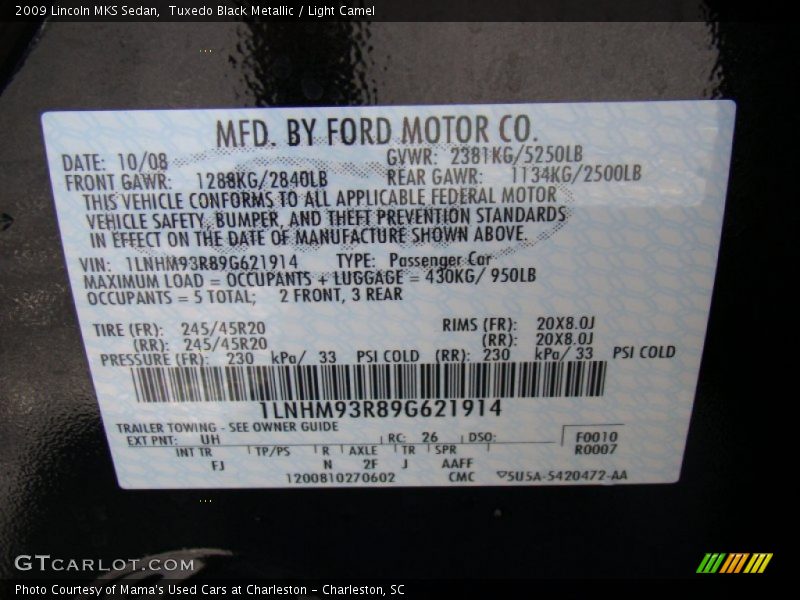 2009 Lincoln MKS Sedan, Tuxedo Black Metallic / Light Camel
MFD. BY FORD MOTOR CO.
DATE: 10/08 GVWR: 2381KG/5250LB
FRONT GAWR: 1288KG/2840LB REAR GAWR: 1134KG/2500LB
THIS VEHICLE CONFORMS TO ALL APPLICABLE FEDERAL MOTOR
VEHICLE SAFETY, BUMPER, AND THEFT PREVENTION STANDARDS
IN EFFECT ON THE DATE OF MANUFACTURE SHOWN ABOVE.
VIN: 1LNHM93R89G621914 TYPE: Passenger Car
MAXIMUM LOAD = OCCUPANTS + LUGGAGE = 430KG/ 950LB
OCCUPANTS = 5 TOTAL; 2 FRONT, 3 REAR
TIRE (FR): 245/45R20 RIMS (FR): 20X8.0J
(RR): 245/45R20 (RR): 20X8.0J
PRESSURE (FR): 230 kPa/ 33 PSI COLD (RR): 230 kPa/ 33 PSI COLD
1LNHM93R89G621914
TRAILER TOWING - SEE OWNER GUIDE
EXT PNT: UH RC: 26 DSO: F0010
INT TR TP/PS R AXLE TR SPR R0007
FJ N 2F J AAFF
1200810270602 CMC 5U5A-5420472-AA
GTCARLOT.COM
Photo Courtesy of Mama's Used Cars at Charleston - Charleston, SC